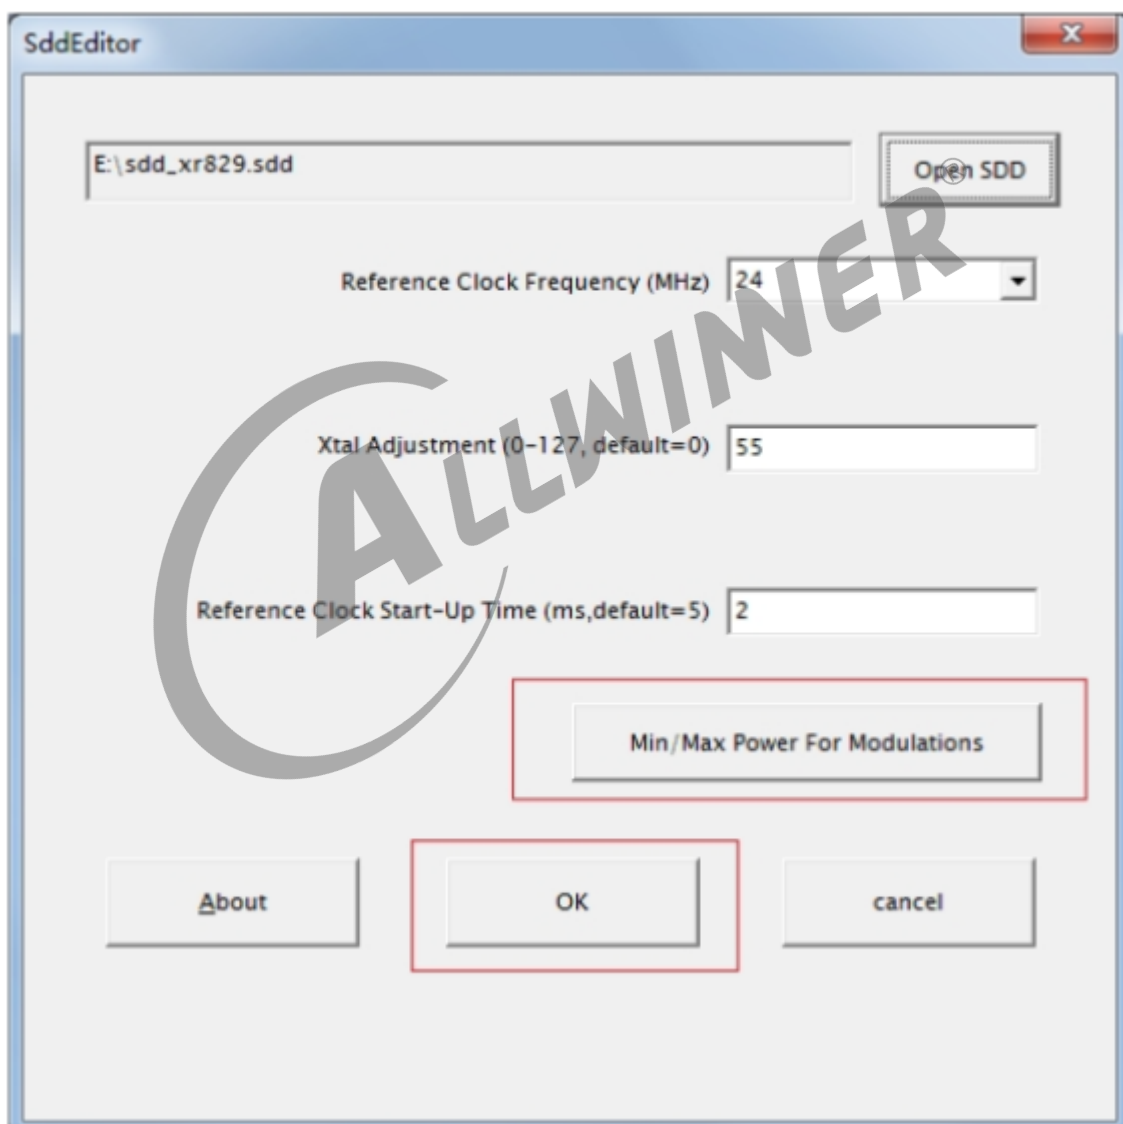 SddEditor
E:\sdd_xr829.sdd
Open SDD
Reference Clock Frequency (MHz)
24
Xtal Adjustment (0-127, default=0)
55
Reference Clock Start-Up Time (ms,default=5)
2
Min/Max Power For Modulations
About
OK
cancel
ALLWINNER
®